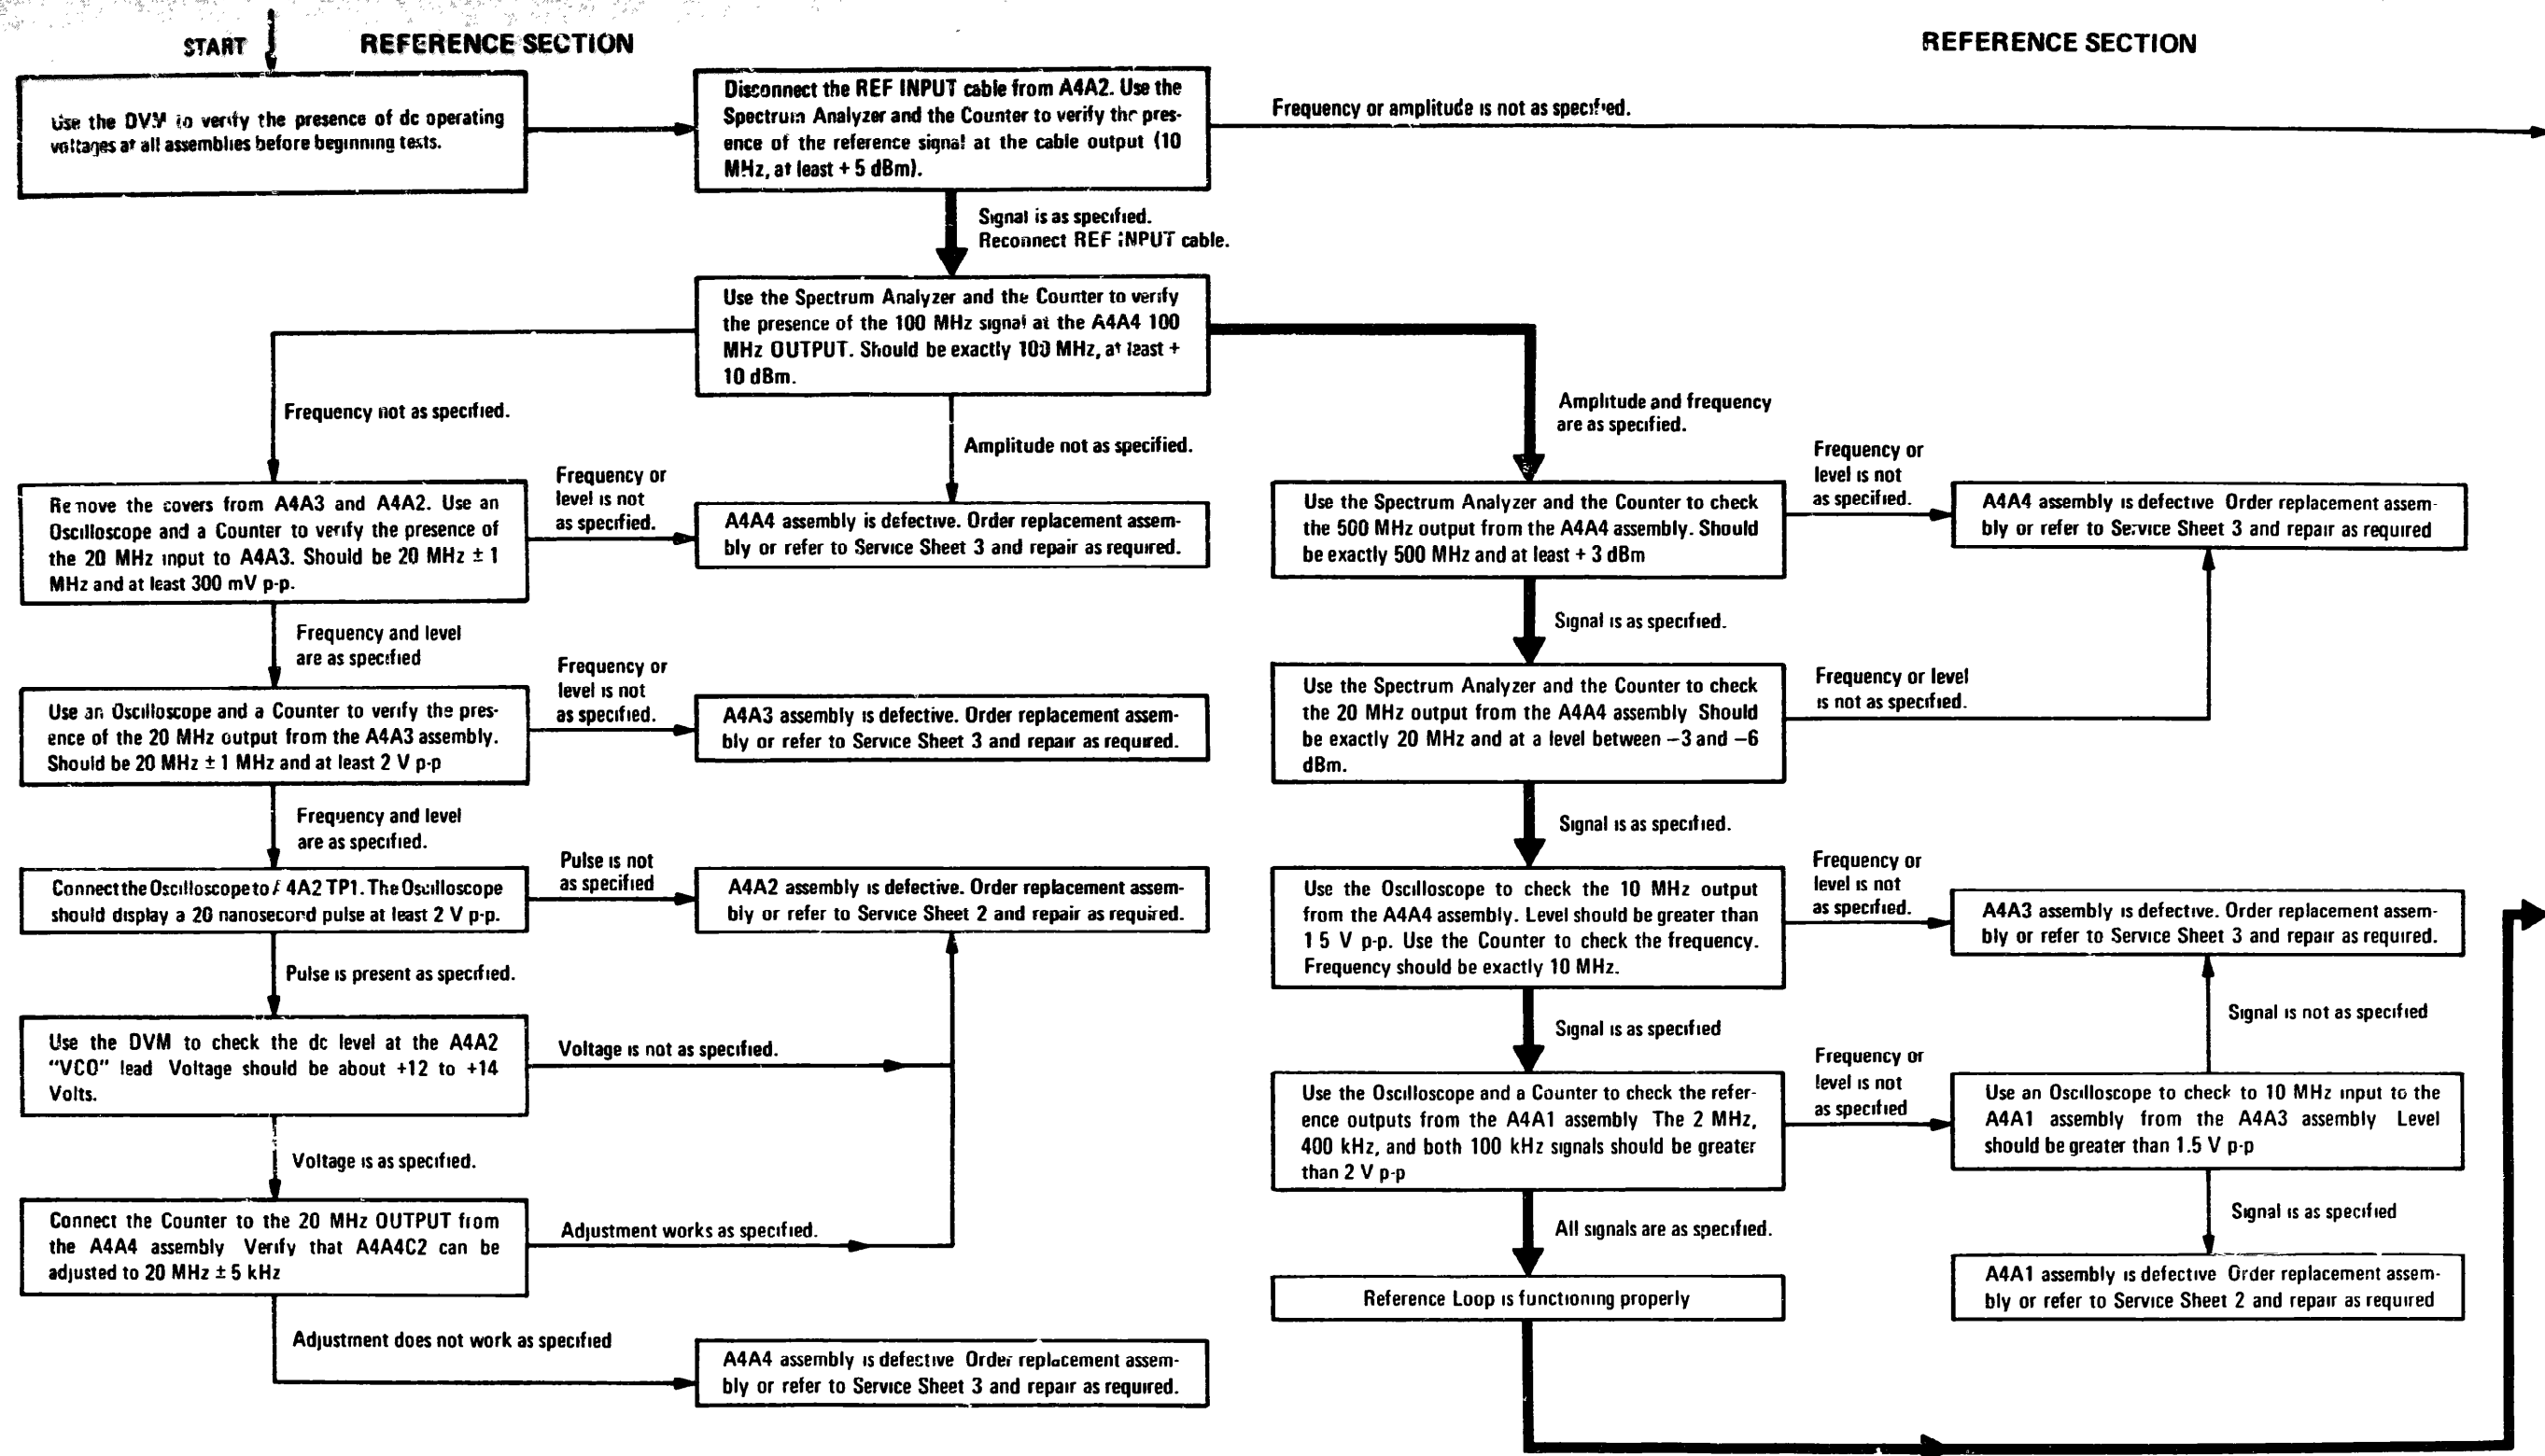 START
REFERENCE SECTION
REFERENCE SECTION
Use the DVM to verify the presence of dc operating
voltages at all assemblies before beginning tests.
Disconnect the REF INPUT cable from A4A2. Use the
Spectrum Analyzer and the Counter to verify the pres-
ence of the reference signal at the cable output (10
MHz, at least + 5 dBm).
Frequency or amplitude is not as specified.
Signal is as specified.
Reconnect REF INPUT cable.
Use the Spectrum Analyzer and the Counter to verify
the presence of the 100 MHz signal at the A4A4 100
MHz OUTPUT. Should be exactly 100 MHz, at least +
10 dBm.
Frequency not as specified.
Amplitude not as specified.
Amplitude and frequency
are as specified.
Remove the covers from A4A3 and A4A2. Use an
Oscilloscope and a Counter to verify the presence of
the 20 MHz input to A4A3. Should be 20 MHz ± 1
MHz and at least 300 mV p-p.
Frequency or
level is not
as specified.
A4A4 assembly is defective. Order replacement assem-
bly or refer to Service Sheet 3 and repair as required.
Frequency and level
are as specified
Use an Oscilloscope and a Counter to verify the pres-
ence of the 20 MHz output from the A4A3 assembly.
Should be 20 MHz ± 1 MHz and at least 2 V p-p
Frequency or
level is not
as specified.
A4A3 assembly is defective. Order replacement assem-
bly or refer to Service Sheet 3 and repair as required.
Frequency and level
are as specified.
Connect the Oscilloscope to A4A2 TP1. The Oscilloscope
should display a 20 nanosecond pulse at least 2 V p-p.
Pulse is not
as specified
A4A2 assembly is defective. Order replacement assem-
bly or refer to Service Sheet 2 and repair as required.
Pulse is present as specified.
Use the DVM to check the dc level at the A4A2
"VCO" lead Voltage should be about +12 to +14
Volts.
Voltage is not as specified.
Voltage is as specified.
Connect the Counter to the 20 MHz OUTPUT from
the A4A4 assembly Verify that A4A4C2 can be
adjusted to 20 MHz ± 5 kHz
Adjustment works as specified.
Adjustment does not work as specified
A4A4 assembly is defective Order replacement assem-
bly or refer to Service Sheet 3 and repair as required.
Use the Spectrum Analyzer and the Counter to check
the 500 MHz output from the A4A4 assembly. Should
be exactly 500 MHz and at least + 3 dBm
Frequency or
level is not
as specified.
A4A4 assembly is defective Order replacement assem-
bly or refer to Service Sheet 3 and repair as required
Signal is as specified.
Use the Spectrum Analyzer and the Counter to check
the 20 MHz output from the A4A4 assembly Should
be exactly 20 MHz and at a level between −3 and −6
dBm.
Frequency or level
is not as specified.
Signal is as specified.
Use the Oscilloscope to check the 10 MHz output
from the A4A4 assembly. Level should be greater than
1 5 V p-p. Use the Counter to check the frequency.
Frequency should be exactly 10 MHz.
Frequency or
level is not
as specified.
A4A3 assembly is defective. Order replacement assem-
bly or refer to Service Sheet 3 and repair as required.
Signal is as specified
Signal is not as specified
Use the Oscilloscope and a Counter to check the refer-
ence outputs from the A4A1 assembly The 2 MHz,
400 kHz, and both 100 kHz signals should be greater
than 2 V p-p
Frequency or
level is not
as specified
Use an Oscilloscope to check to 10 MHz input to the
A4A1 assembly from the A4A3 assembly Level
should be greater than 1.5 V p-p
All signals are as specified.
Signal is as specified
Reference Loop is functioning properly
A4A1 assembly is defective Order replacement assem-
bly or refer to Service Sheet 2 and repair as required